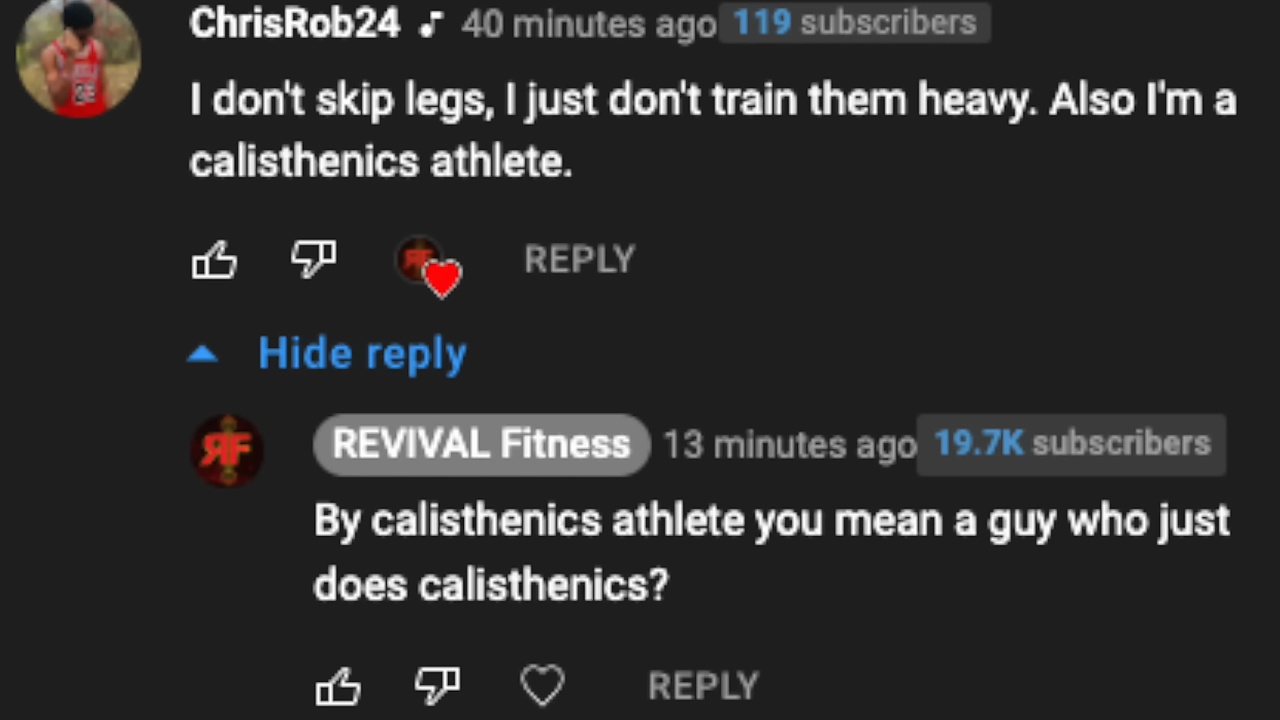 ChrisRob24 ♪ 40 minutes ago 119 subscribers
I don't skip legs, I just don't train them heavy. Also I'm a
calisthenics athlete.
RF REPLY
Hide reply
RF REVIVAL Fitness 13 minutes ago 19.7K subscribers
By calisthenics athlete you mean a guy who just
does calisthenics?
REPLY